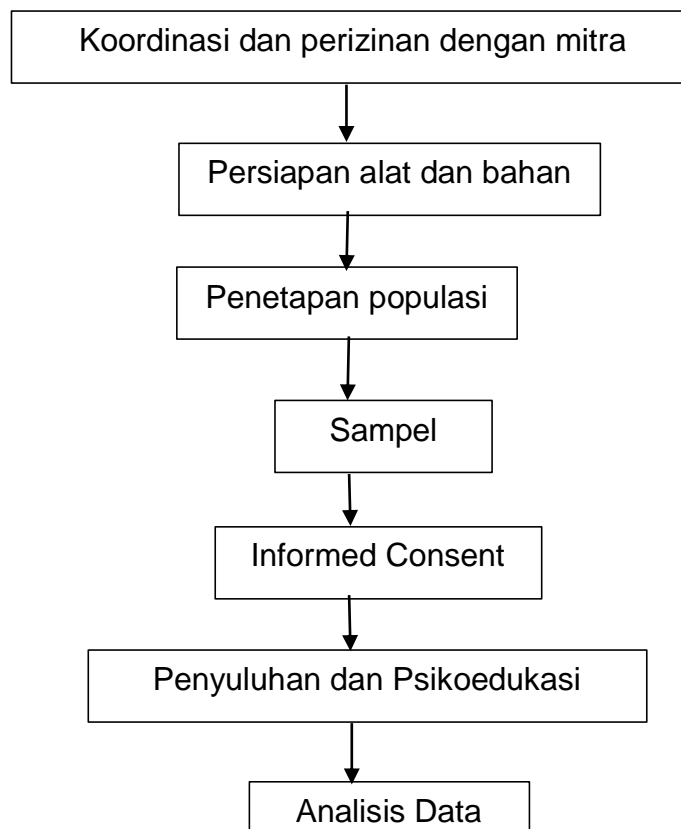 Koordinasi dan perizinan dengan mitra
Persiapan alat dan bahan
Penetapan populasi
Sampel
Informed Consent
Penyuluhan dan Psikoedukasi
Analisis Data